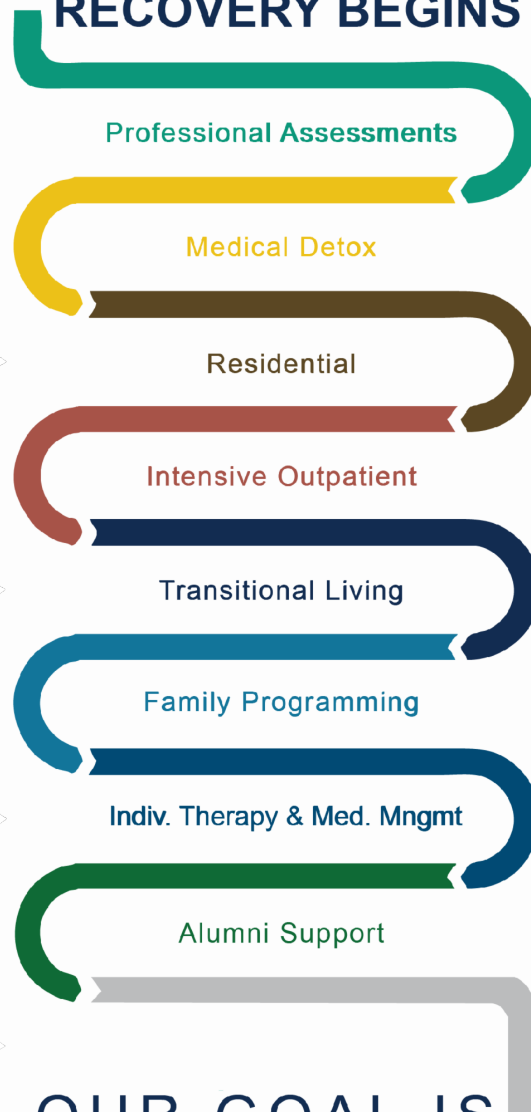 RECOVERY BEGINS
Professional Assessments
Medical Detox
Residential
Intensive Outpatient
Transitional Living
Family Programming
Indiv. Therapy & Med. Mngmt
Alumni Support
OUR GOAL IS